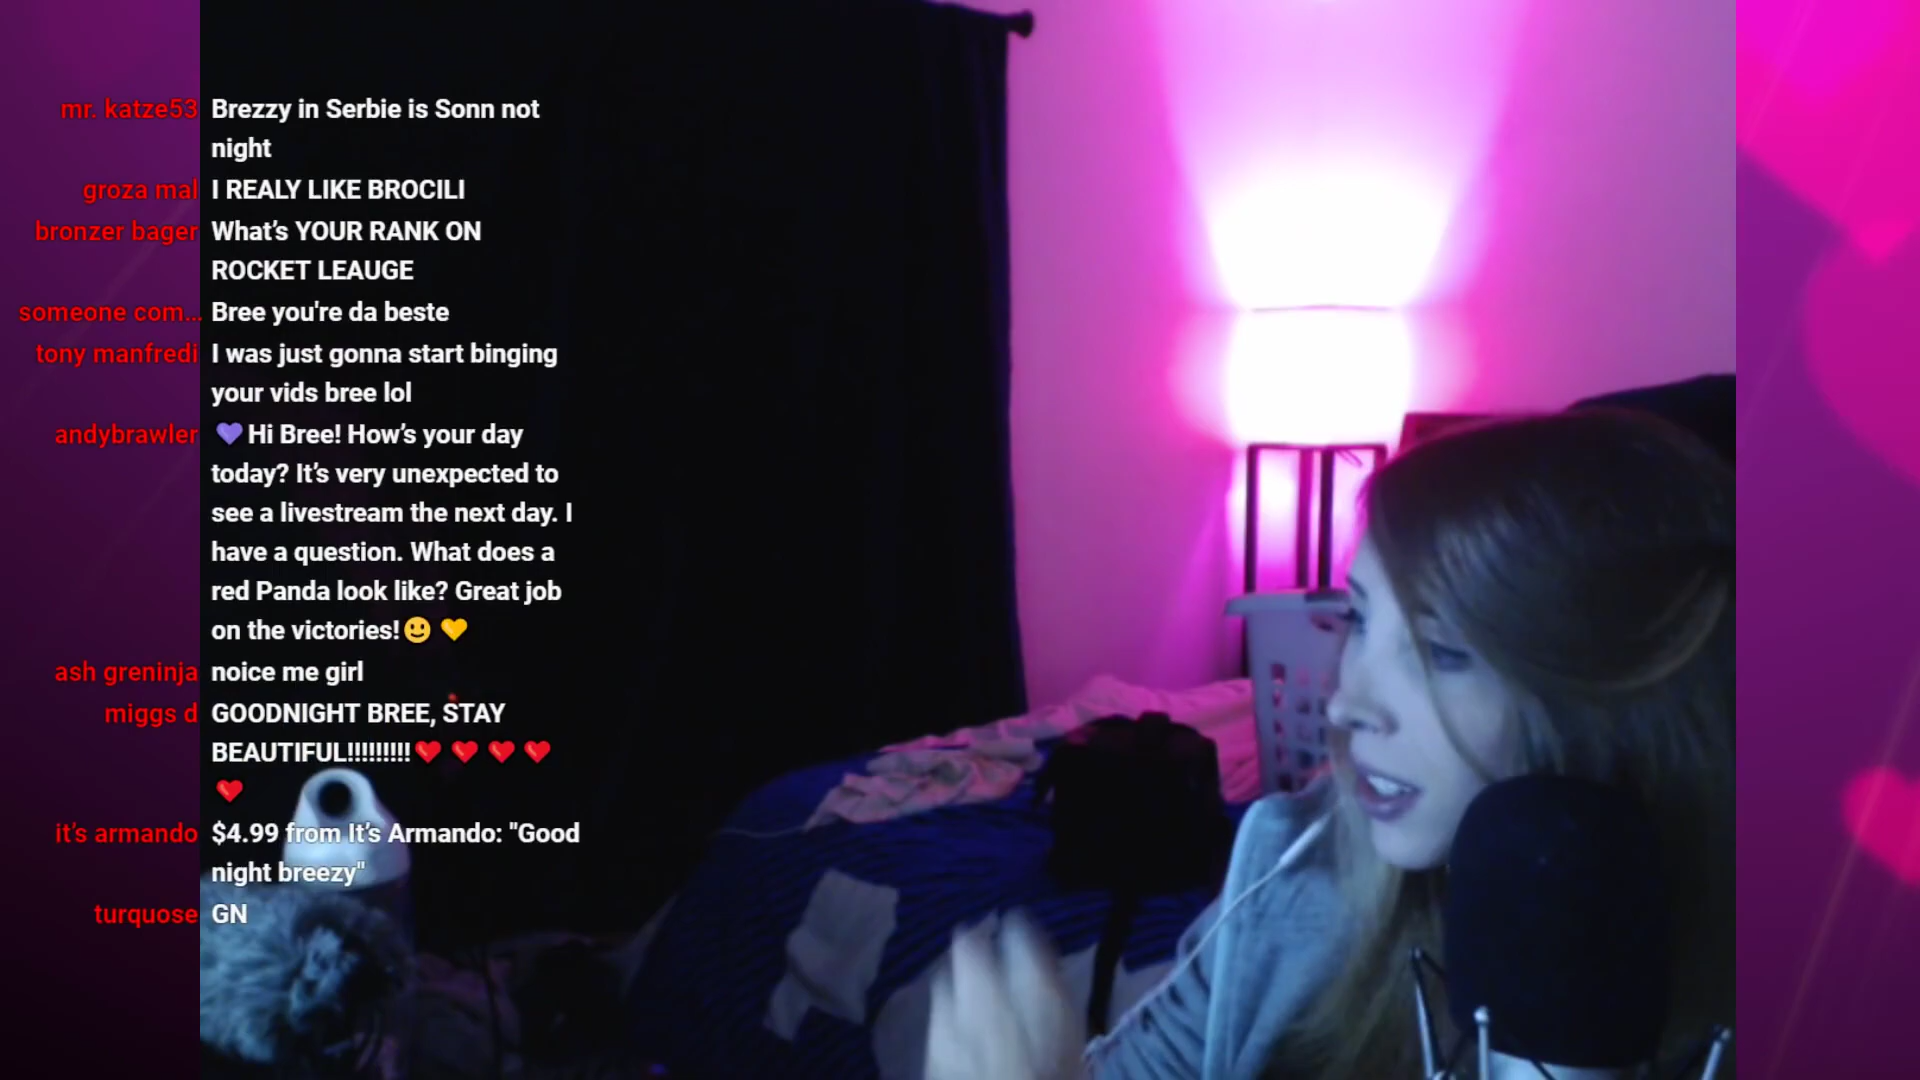 mr. katze53 Brezzy in Serbie is Sonn not
night
groza mal I REALY LIKE BROCILI
bronzer bager What's YOUR RANK ON
ROCKET LEAUGE
someone com... Bree you're da beste
tony manfredi I was just gonna start binging
your vids bree lol
andybrawler 💜Hi Bree! How's your day
today? It's very unexpected to
see a livestream the next day. I
have a question. What does a
red Panda look like? Great job
on the victories!🙂 💛
ash greninja noice me girl
miggs d GOODNIGHT BREE, STAY
BEAUTIFUL!!!!!!!!!❤️ ❤️ ❤️ ❤️
❤️
it's armando $4.99 from It's Armando: "Good
night breezy"
turquose GN